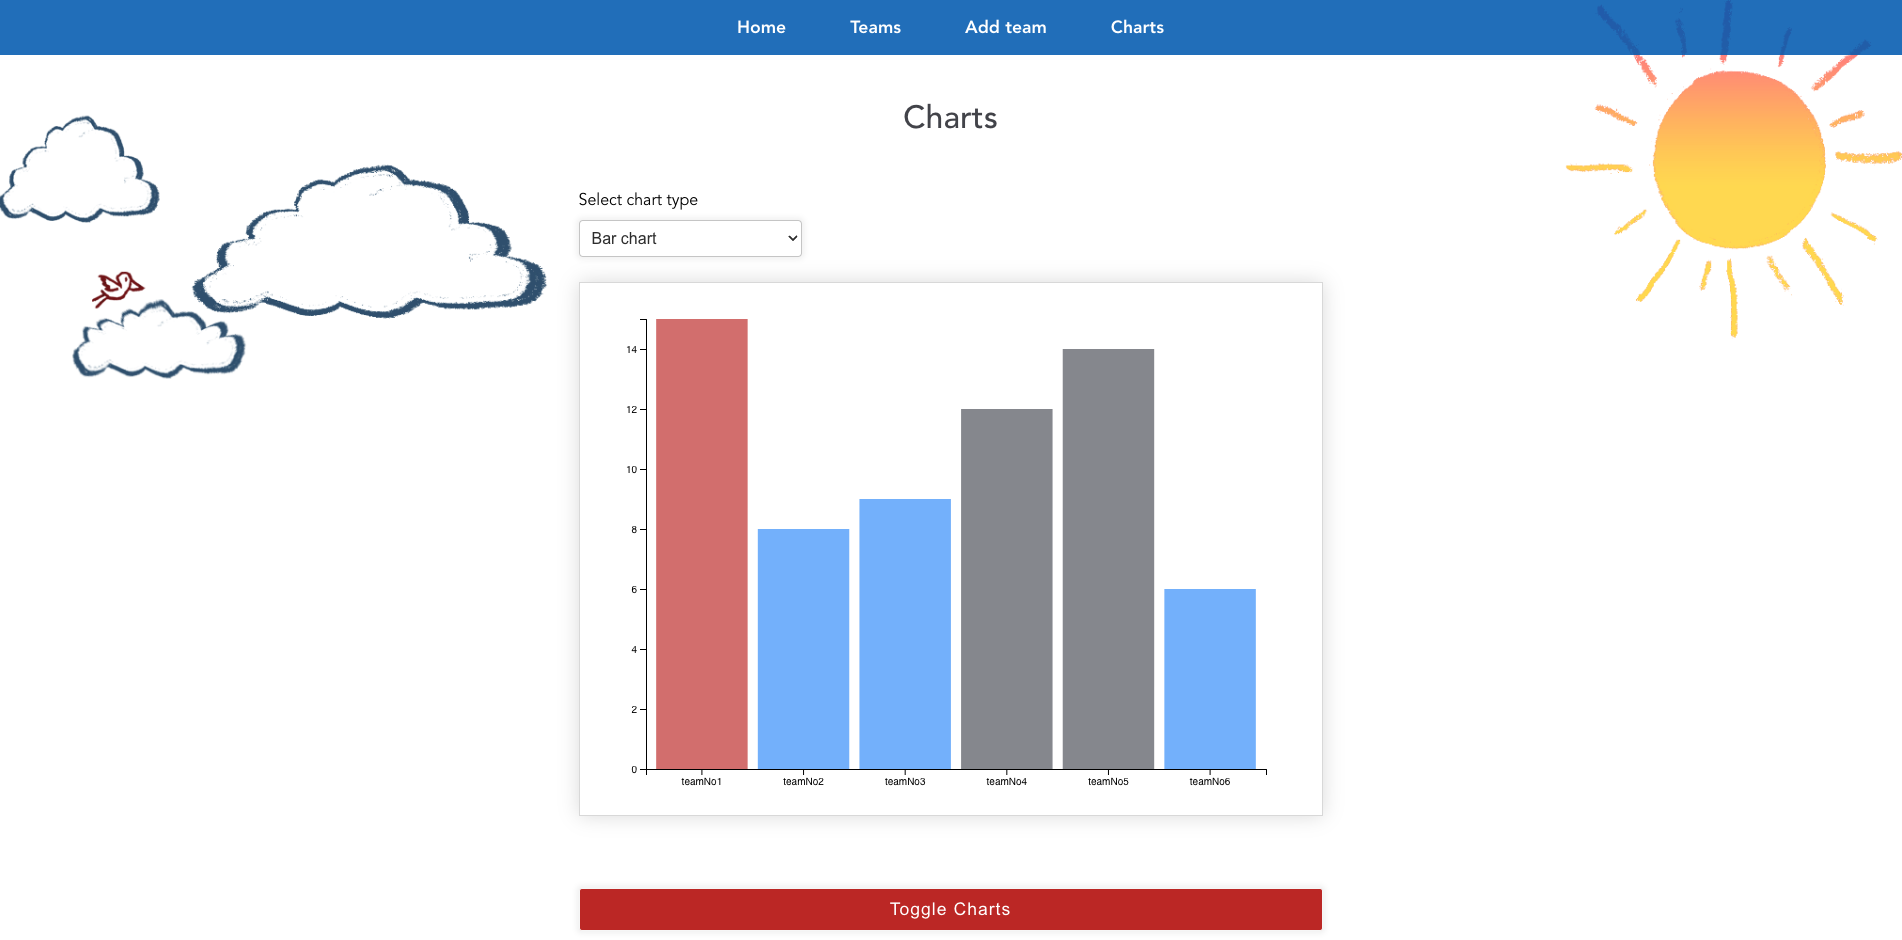 Home Teams Add team Charts
Charts
Select chart type
Bar chart
14
12
10
8
6
4
2
0
teamNo1 teamNo2 teamNo3 teamNo4 teamNo5 teamNo6
Toggle Charts